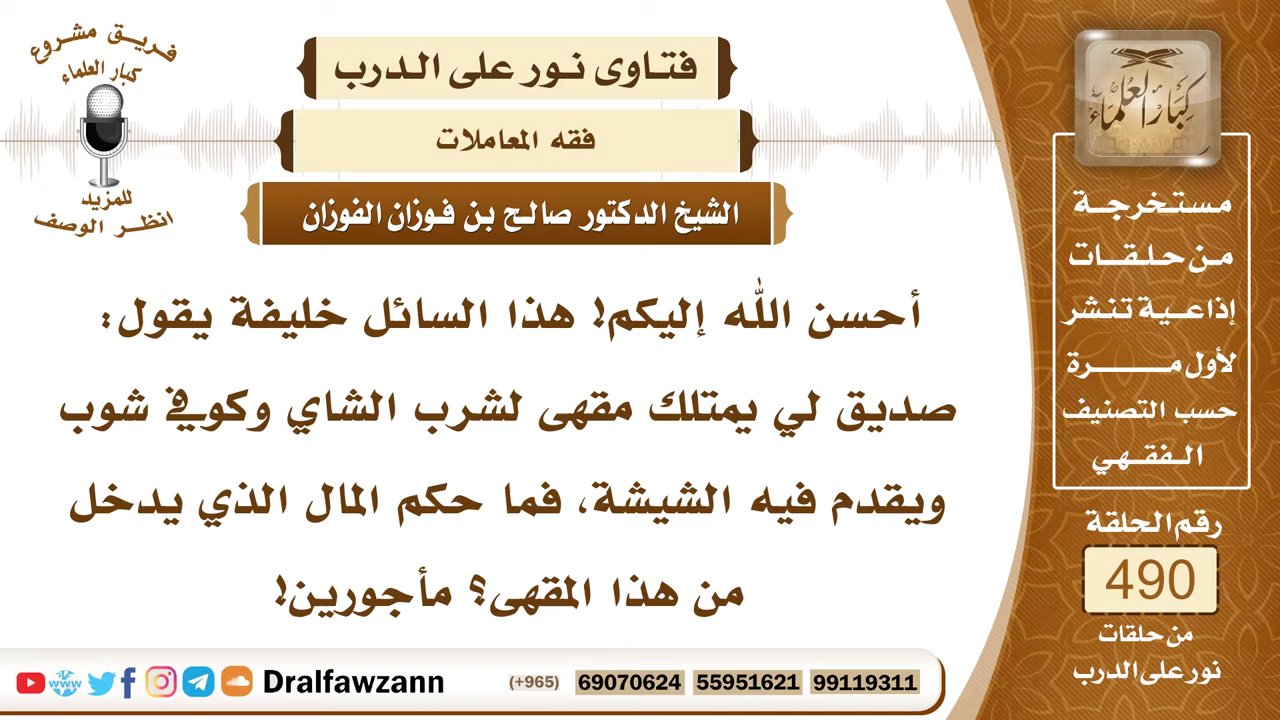 فريق مشروع
كبار العلماء
للمزيد
انظر الوصف
فتاوى نور على الدرب
فقه المعاملات
الشيخ الدكتور صالح بن فوزان الفوزان
أحسن الله إليكم! هذا السائل خليفة يقول:
صديق لي يمتلك مقهى لشرب الشاي وكوفي شوب
ويقدم فيه الشيشة، فما حكم المال الذي يدخل
من هذا المقهى؟ مأجورين!
كبار العلماء
مستخرجة
من حلقات
إذاعية تنشر
لأول مرة
حسب التصنيف
الفقهي
رقم الحلقة
490
من حلقات
نور على الدرب
www
Dralfawzann (+965) 69070624 55951621 99119311